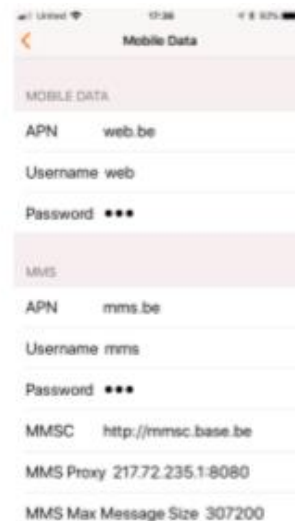 17:36
Mobile Data
MOBILE DATA
APN web.be
Username web
Password •••
MMS
APN mms.be
Username mms
Password •••
MMSC http://mmsc.base.be
MMS Proxy 217.72.235.1:8080
MMS Max Message Size 307200